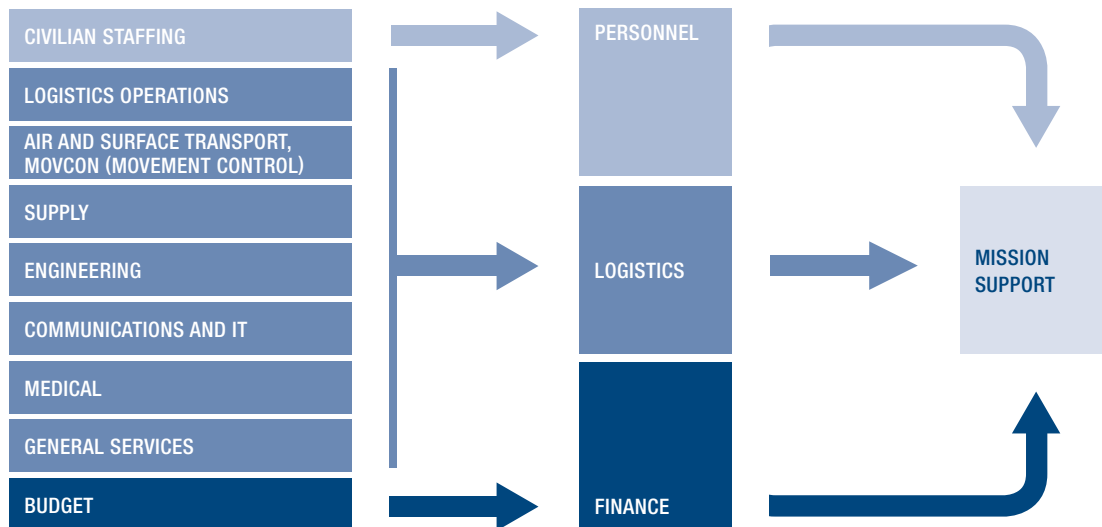 CIVILIAN STAFFING
LOGISTICS OPERATIONS
AIR AND SURFACE TRANSPORT,
MOVCON (MOVEMENT CONTROL)
SUPPLY
ENGINEERING
COMMUNICATIONS AND IT
MEDICAL
GENERAL SERVICES
BUDGET
PERSONNEL
LOGISTICS
FINANCE
MISSION
SUPPORT